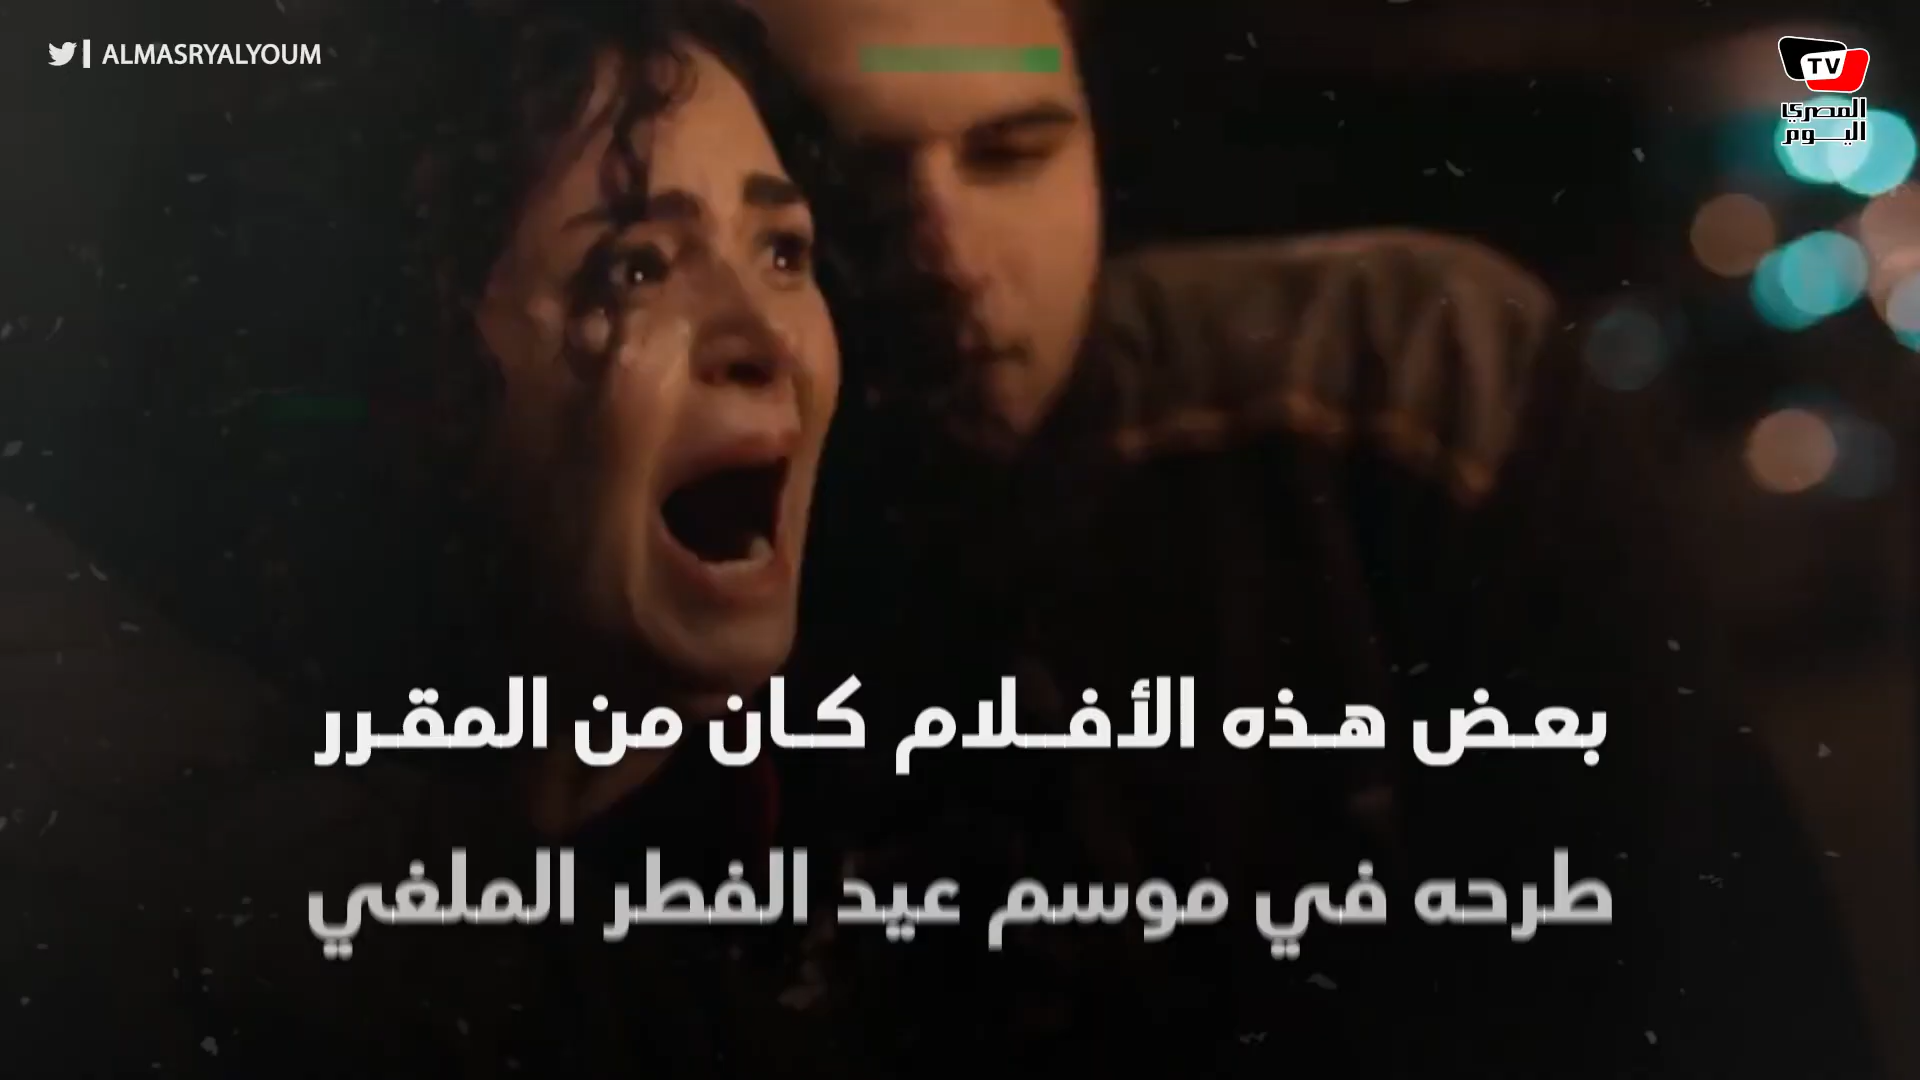 ALMASRYALYOUM
TV
المصري
اليوم
بعض هذه الأفلام كان من المقرر
طرحه في موسم عيد الفطر الملغي